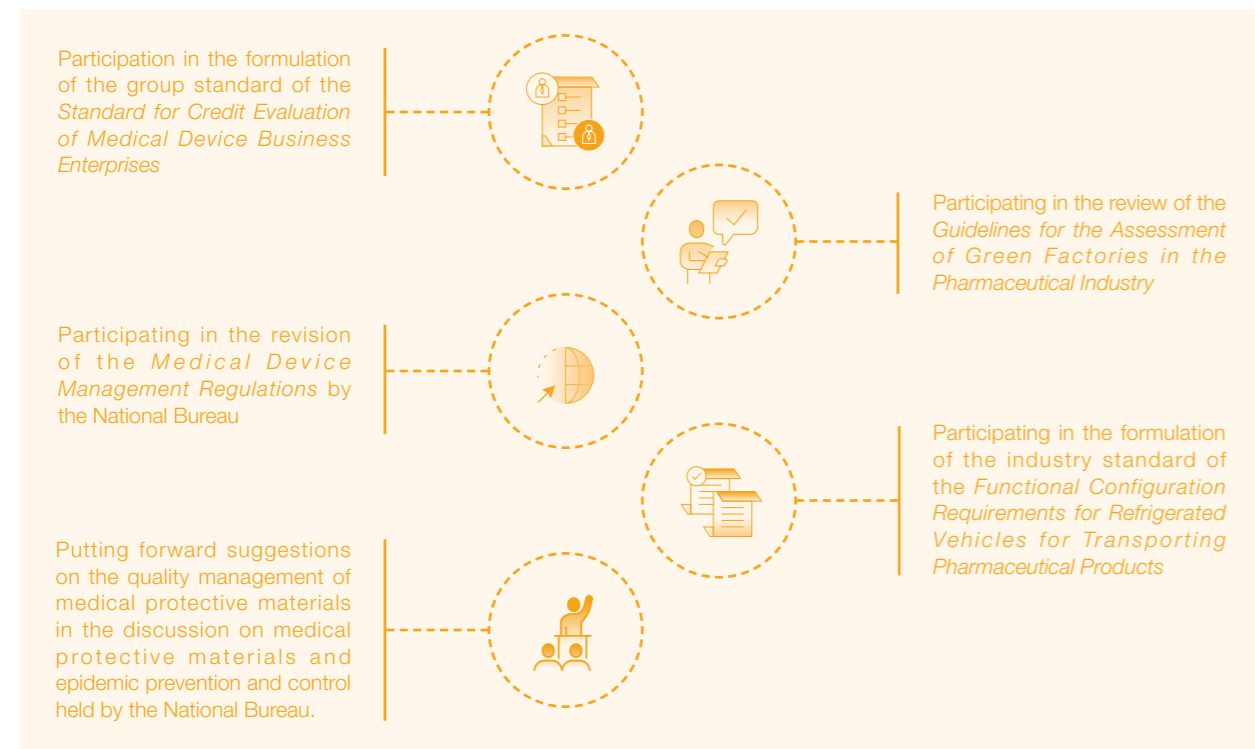 Participation in the formulation
of the group standard of the
Standard for Credit Evaluation
of Medical Device Business
Enterprises
Participating in the review of the
Guidelines for the Assessment
of Green Factories in the
Pharmaceutical Industry
Participating in the revision
of the Medical Device
Management Regulations by
the National Bureau
Participating in the formulation
of the industry standard of
the Functional Configuration
Requirements for Refrigerated
Vehicles for Transporting
Pharmaceutical Products
Putting forward suggestions
on the quality management of
medical protective materials
in the discussion on medical
protective materials and
epidemic prevention and control
held by the National Bureau.